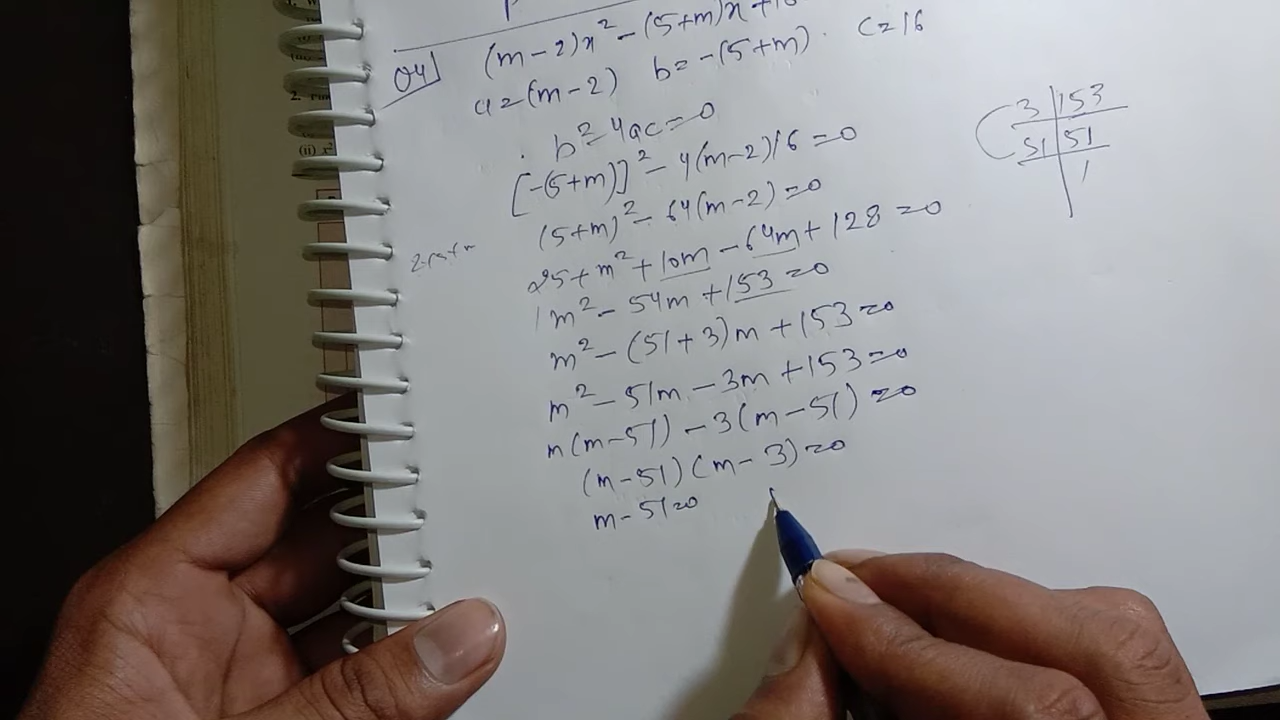 Q4] (m-2)x² - (5+m)x + 16
a = (m-2) b = -(5+m). c = 16
b² - 4ac = 0
[-(5+m)]² - 4(m-2)16 = 0
(5+m)² - 64(m-2) = 0
25 + m² + 10m - 64m + 128 = 0
1m² - 54m + 153 = 0
m² - (51+3)m + 153 = 0
m² - 51m - 3m + 153 = 0
m(m-51) - 3(m-51) = 0
(m-51)(m-3) = 0
m - 51 = 0
3 | 153
51 | 51
1
2.
(ii) x²